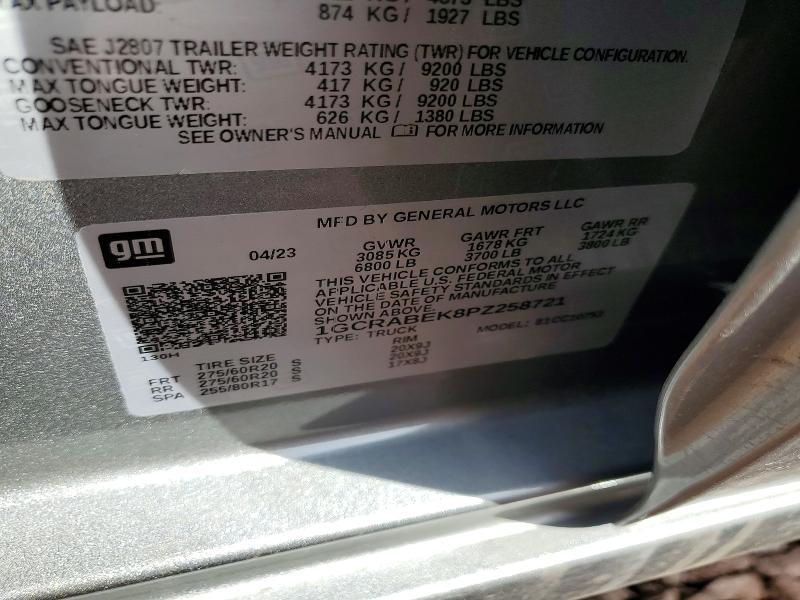 MAX PAYLOAD: 874 KG/ 1927 LBS
SAE J2807 TRAILER WEIGHT RATING (TWR) FOR VEHICLE CONFIGURATION.
CONVENTIONAL TWR: 4173 KG/ 9200 LBS
MAX TONGUE WEIGHT: 417 KG/ 920 LBS
GOOSENECK TWR: 4173 KG/ 9200 LBS
MAX TONGUE WEIGHT: 626 KG/ 1380 LBS
SEE OWNER'S MANUAL FOR MORE INFORMATION
gm
MFD BY GENERAL MOTORS LLC
04/23 GVWR GAWR FRT GAWR RR
3085 KG 1678 KG 1724 KG
6800 LB 3700 LB 3800 LB
THIS VEHICLE CONFORMS TO ALL
APPLICABLE U.S. FEDERAL MOTOR
VEHICLE SAFETY STANDARDS IN EFFECT
ON THE DATE OF MANUFACTURE
SHOWN ABOVE.
1GCRABEK8PZ258721
TYPE: TRUCK MODEL:
130H
TIRE SIZE RIM
FRT 275/60R20 S 20X9J
RR 275/60R20 S 20X9J
SPA 255/80R17 S 17X8J